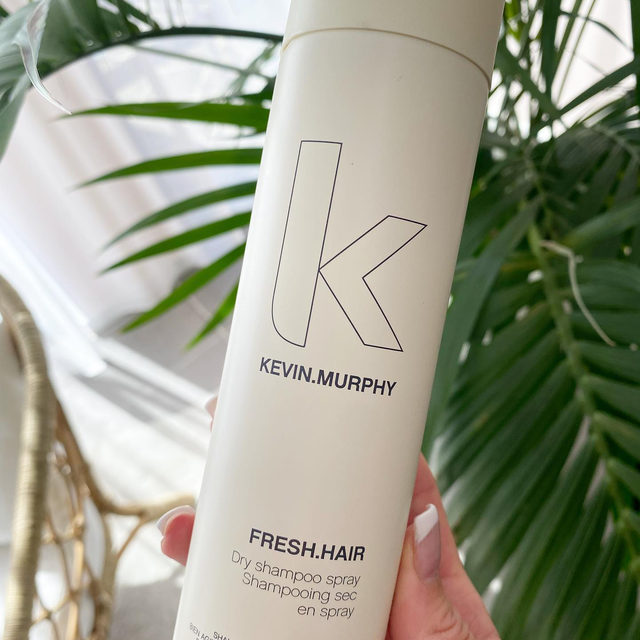 k
KEVIN.MURPHY
FRESH.HAIR
Dry shampoo spray
Shampooing sec
en spray